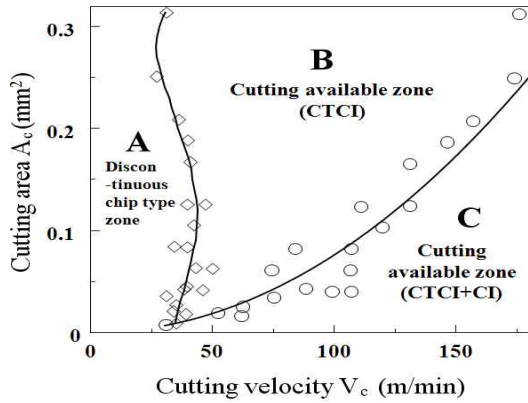 0.3
0.2
0.1
0
0
50
100
150
Cutting area A_c (mm²)
Cutting velocity V_c (m/min)
A
Discon
-tinuous
chip type
zone
B
Cutting available zone
(CTCI)
C
Cutting
available zone
(CTCI+CI)